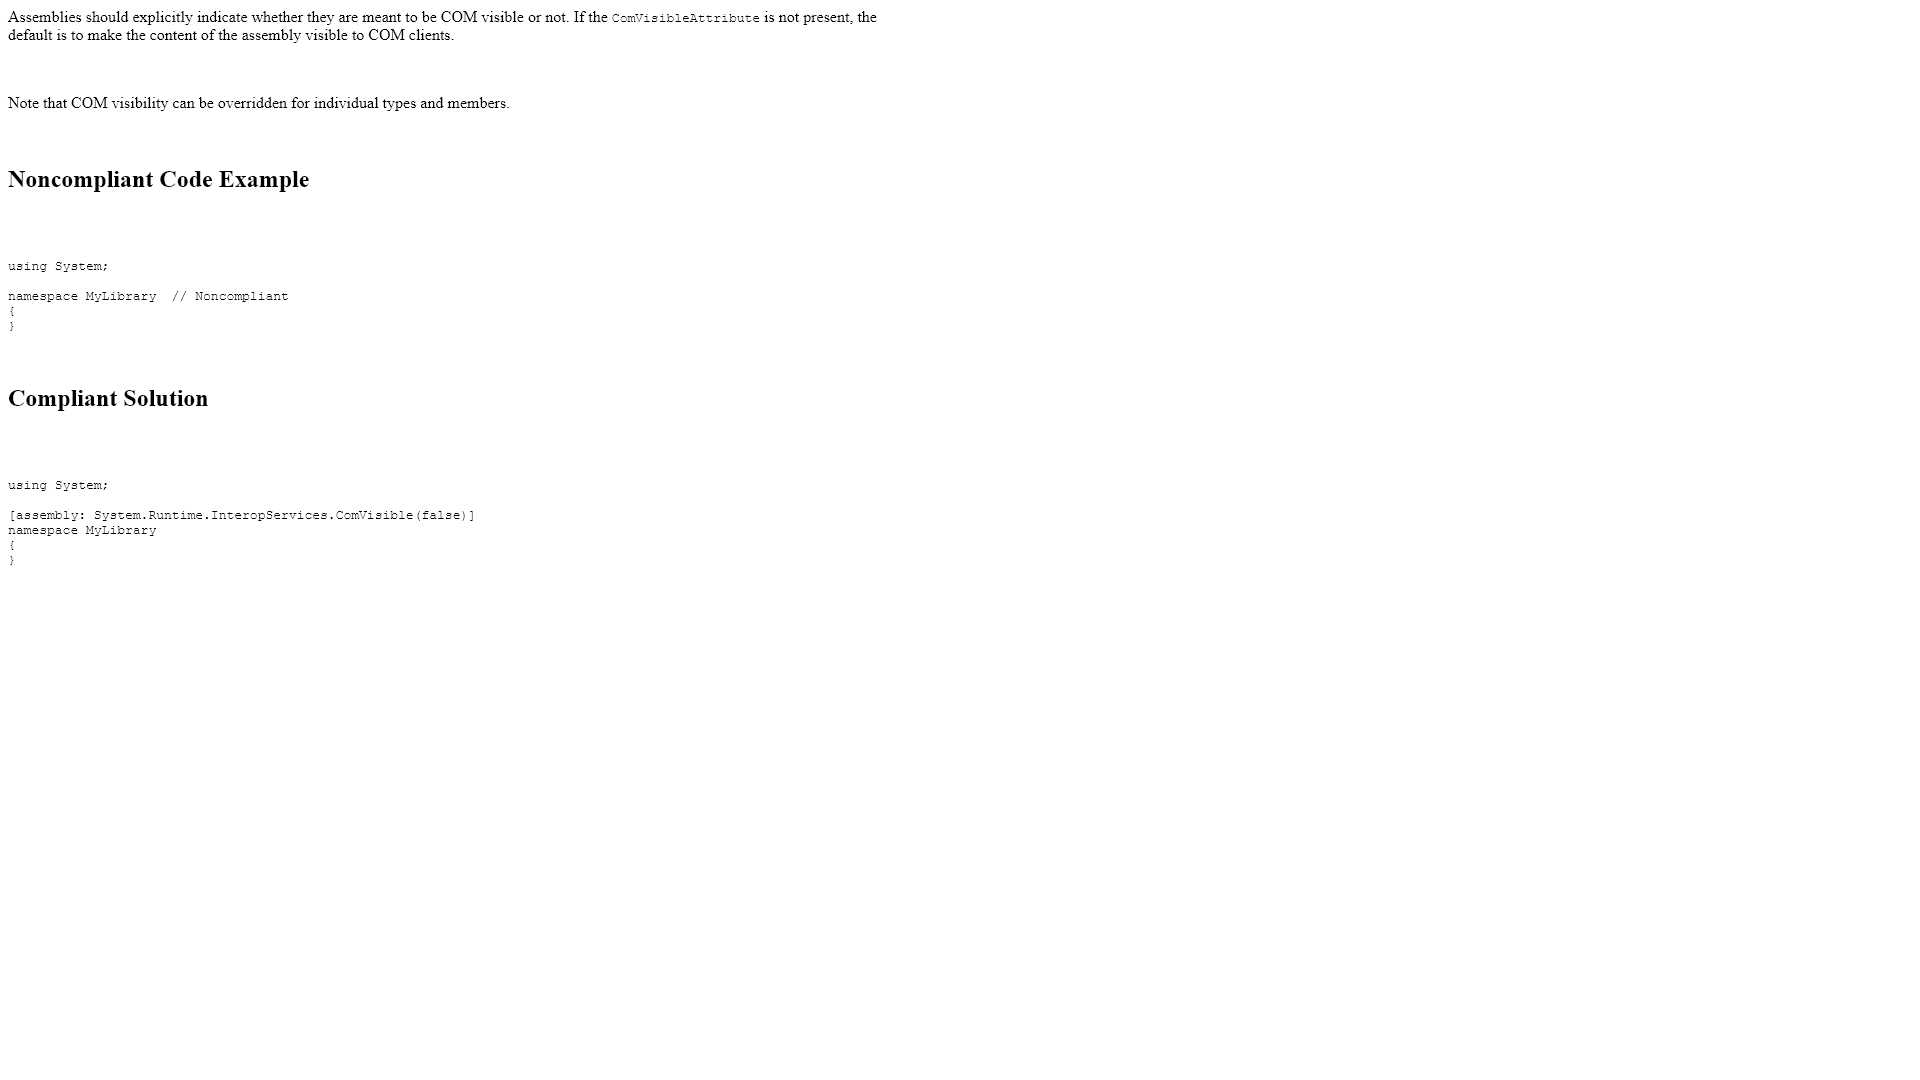 Assemblies should explicitly indicate whether they are meant to be COM visible or not. If the ComVisibleAttribute is not present, the
default is to make the content of the assembly visible to COM clients.
Note that COM visibility can be overridden for individual types and members.
Noncompliant Code Example
using System;
namespace MyLibrary  // Noncompliant
{
}
Compliant Solution
using System;
[assembly: System.Runtime.InteropServices.ComVisible(false)]
namespace MyLibrary
{
}